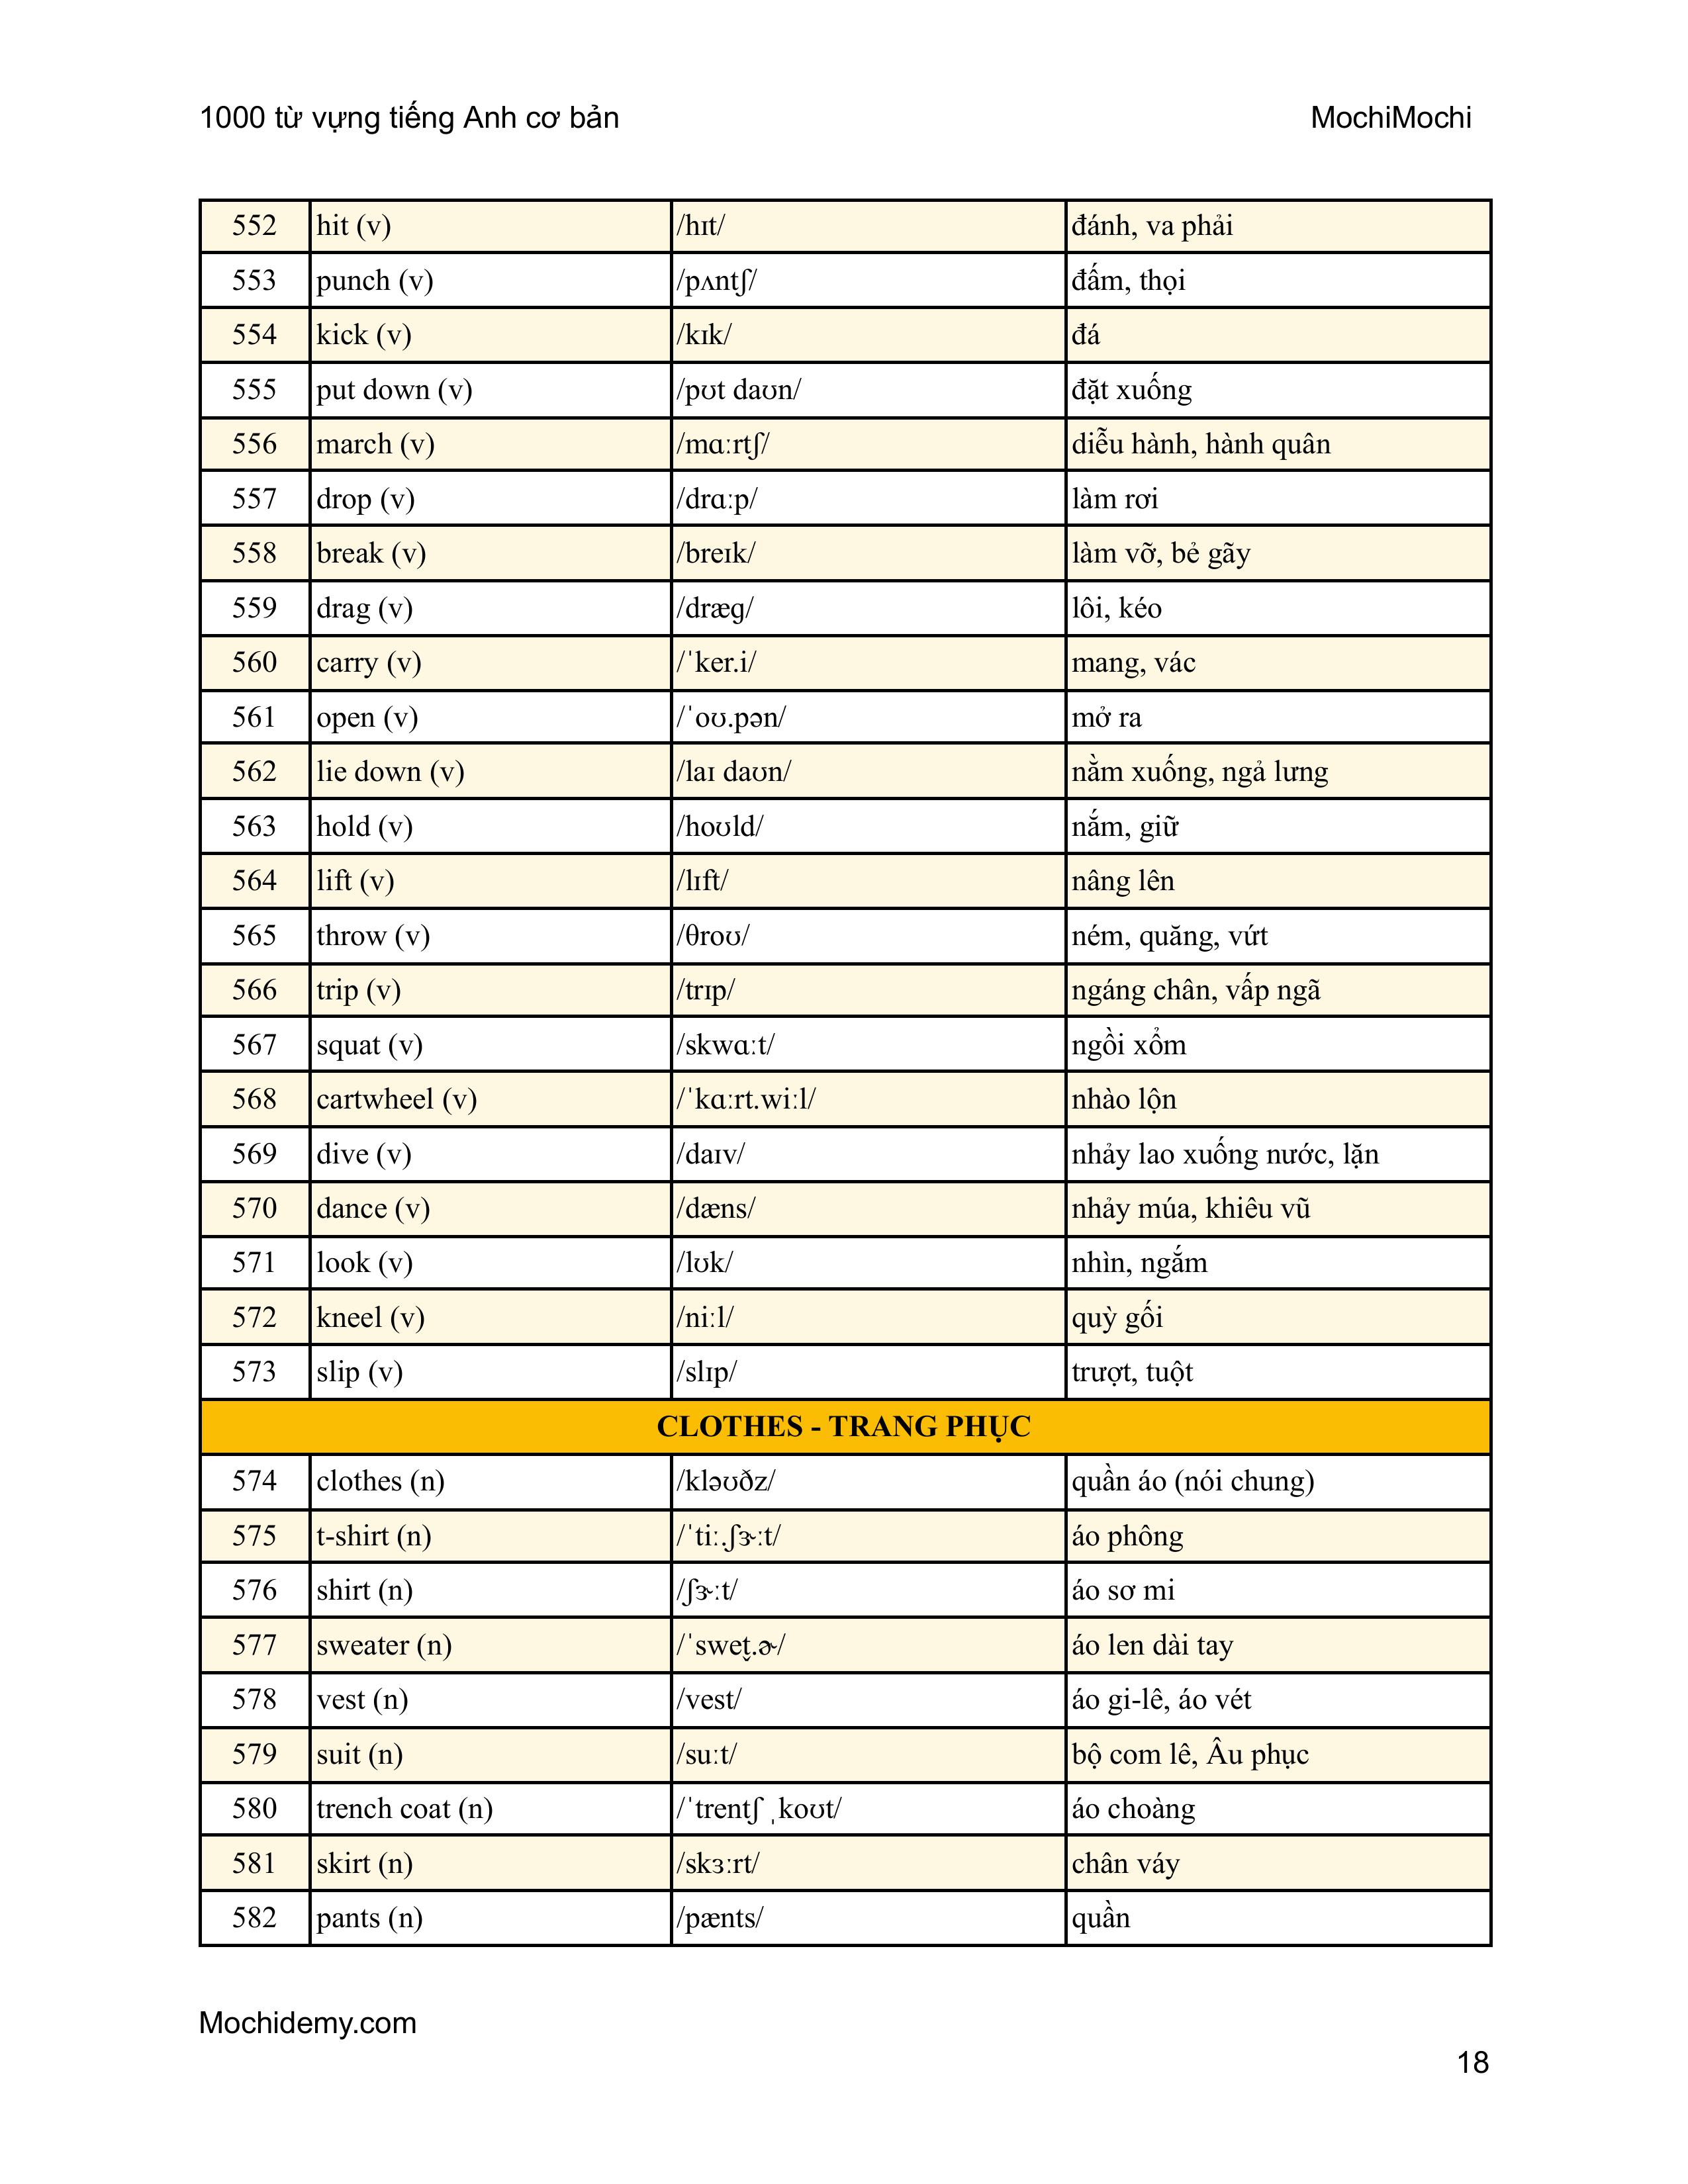 1000 từ vựng tiếng Anh cơ bản MochiMochi
552 hit (v) /hɪt/ đánh, va phải
553 punch (v) /pʌntʃ/ đấm, thọi
554 kick (v) /kɪk/ đá
555 put down (v) /pʊt daʊn/ đặt xuống
556 march (v) /mɑːrtʃ/ diễu hành, hành quân
557 drop (v) /drɑːp/ làm rơi
558 break (v) /breɪk/ làm vỡ, bẻ gãy
559 drag (v) /dræɡ/ lôi, kéo
560 carry (v) /ˈker.i/ mang, vác
561 open (v) /ˈoʊ.pən/ mở ra
562 lie down (v) /laɪ daʊn/ nằm xuống, ngả lưng
563 hold (v) /hoʊld/ nắm, giữ
564 lift (v) /lɪft/ nâng lên
565 throw (v) /θroʊ/ ném, quăng, vứt
566 trip (v) /trɪp/ ngáng chân, vấp ngã
567 squat (v) /skwɑːt/ ngồi xổm
568 cartwheel (v) /ˈkɑːrt.wiːl/ nhào lộn
569 dive (v) /daɪv/ nhảy lao xuống nước, lặn
570 dance (v) /dæns/ nhảy múa, khiêu vũ
571 look (v) /lʊk/ nhìn, ngắm
572 kneel (v) /niːl/ quỳ gối
573 slip (v) /slɪp/ trượt, tuột
CLOTHES - TRANG PHỤC
574 clothes (n) /kləʊðz/ quần áo (nói chung)
575 t-shirt (n) /ˈtiː.ʃɝːt/ áo phông
576 shirt (n) /ʃɝːt/ áo sơ mi
577 sweater (n) /ˈswet̬.ɚ/ áo len dài tay
578 vest (n) /vest/ áo gi-lê, áo vét
579 suit (n) /suːt/ bộ com lê, Âu phục
580 trench coat (n) /ˈtrentʃ ˌkoʊt/ áo choàng
581 skirt (n) /skɜːrt/ chân váy
582 pants (n) /pænts/ quần
Mochidemy.com
18